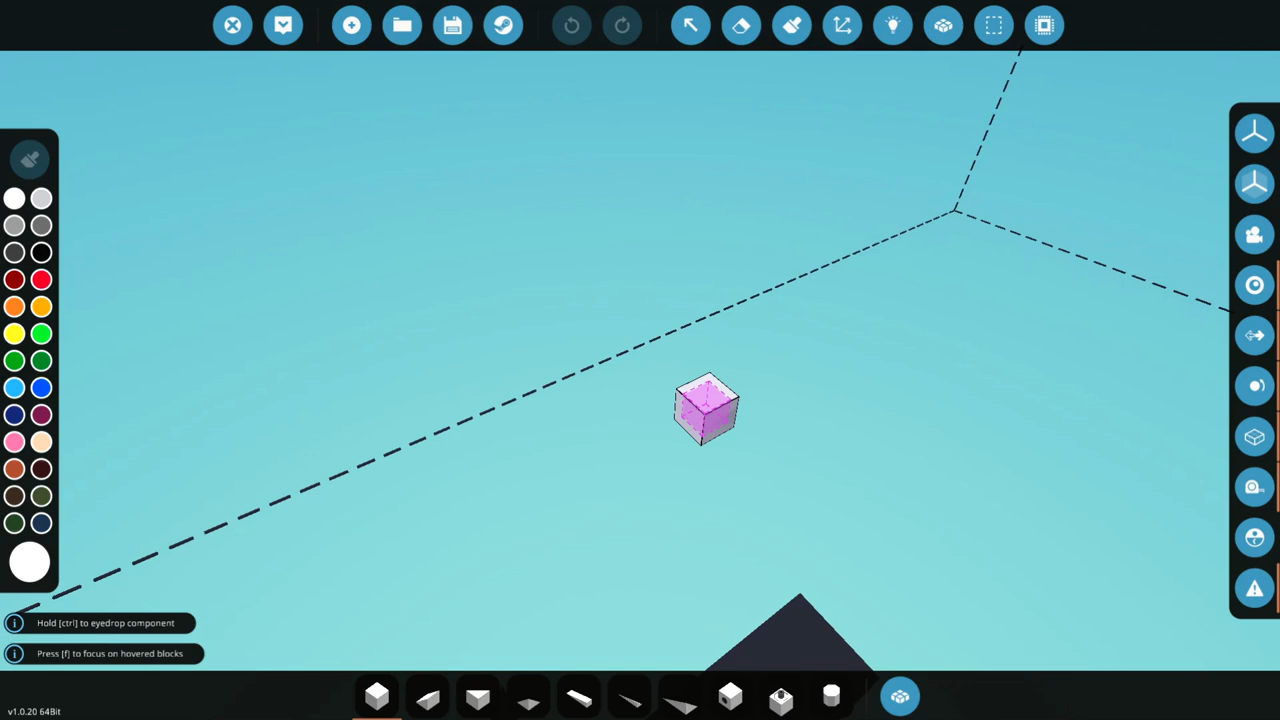 Hold [ctrl] to eyedrop component
Press [f] to focus on hovered blocks
v1.0.20 64Bit